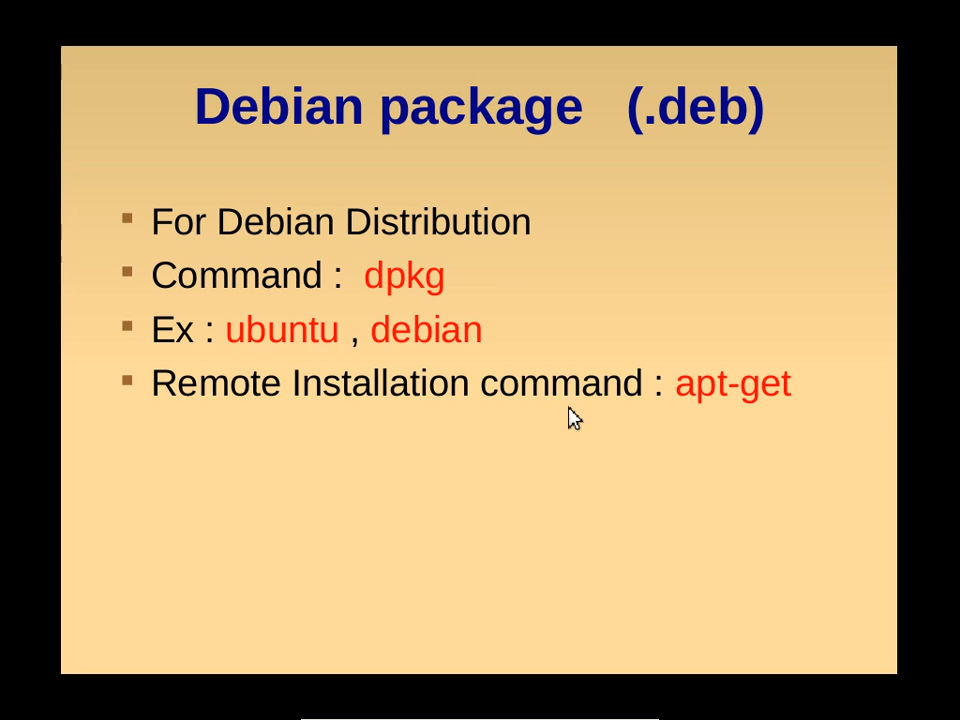 Debian package (.deb)
For Debian Distribution
Command : dpkg
Ex : ubuntu , debian
Remote Installation command : apt-get